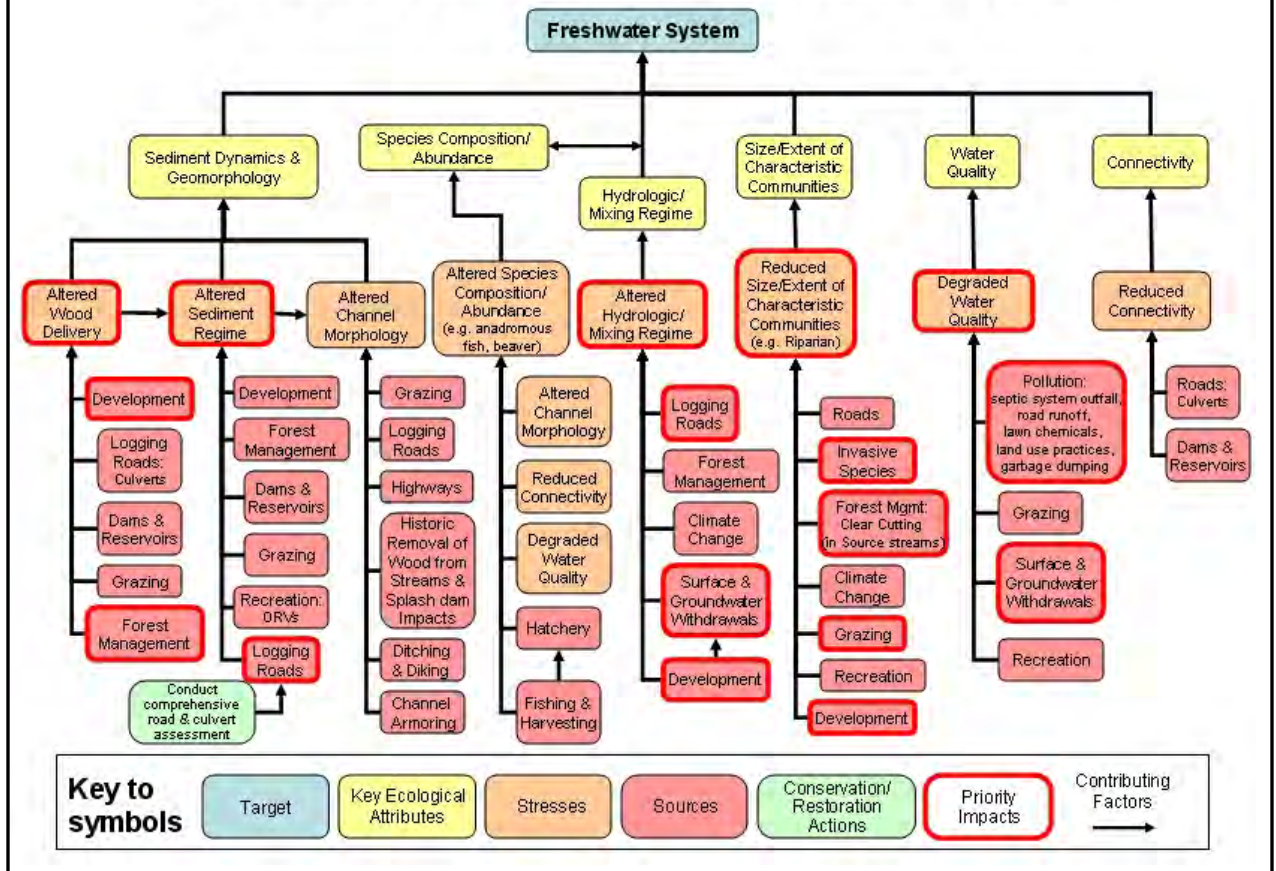 Freshwater System
Sediment Dynamics &
Geomorphology
Species Composition/
Abundance
Hydrologic/
Mixing Regime
Size/Extent of
Characteristic
Communities
Water
Quality
Connectivity
Altered
Wood
Delivery
Altered
Sediment
Regime
Altered
Channel
Morphology
Altered Species
Composition/
Abundance
(e.g. anadromous
fish, beaver)
Altered
Hydrologic/
Mixing Regime
Reduced
Size/Extent of
Characteristic
Communities
(e.g. Riparian)
Degraded
Water
Quality
Reduced
Connectivity
Development
Logging
Roads:
Culverts
Dams &
Reservoirs
Grazing
Forest
Management
Development
Forest
Management
Dams &
Reservoirs
Grazing
Recreation:
ORVs
Logging
Roads
Conduct
comprehensive
road & culvert
assessment
Grazing
Logging
Roads
Highways
Historic
Removal of
Wood from
Streams &
Splash dam
Impacts
Ditching
& Diking
Channel
Armoring
Altered
Channel
Morphology
Reduced
Connectivity
Degraded
Water
Quality
Hatchery
Fishing &
Harvesting
Logging
Roads
Forest
Management
Climate
Change
Surface &
Groundwater
Withdrawals
Development
Roads
Invasive
Species
Forest Mgmt:
Clear Cutting
(in Source streams)
Climate
Change
Grazing
Recreation
Development
Pollution:
septic system outfall,
road runoff,
lawn chemicals,
land use practices,
garbage dumping
Grazing
Surface &
Groundwater
Withdrawals
Recreation
Roads:
Culverts
Dams &
Reservoirs
Key to
symbols
Target
Key Ecological
Attributes
Stresses
Sources
Conservation/
Restoration
Actions
Priority
Impacts
Contributing
Factors